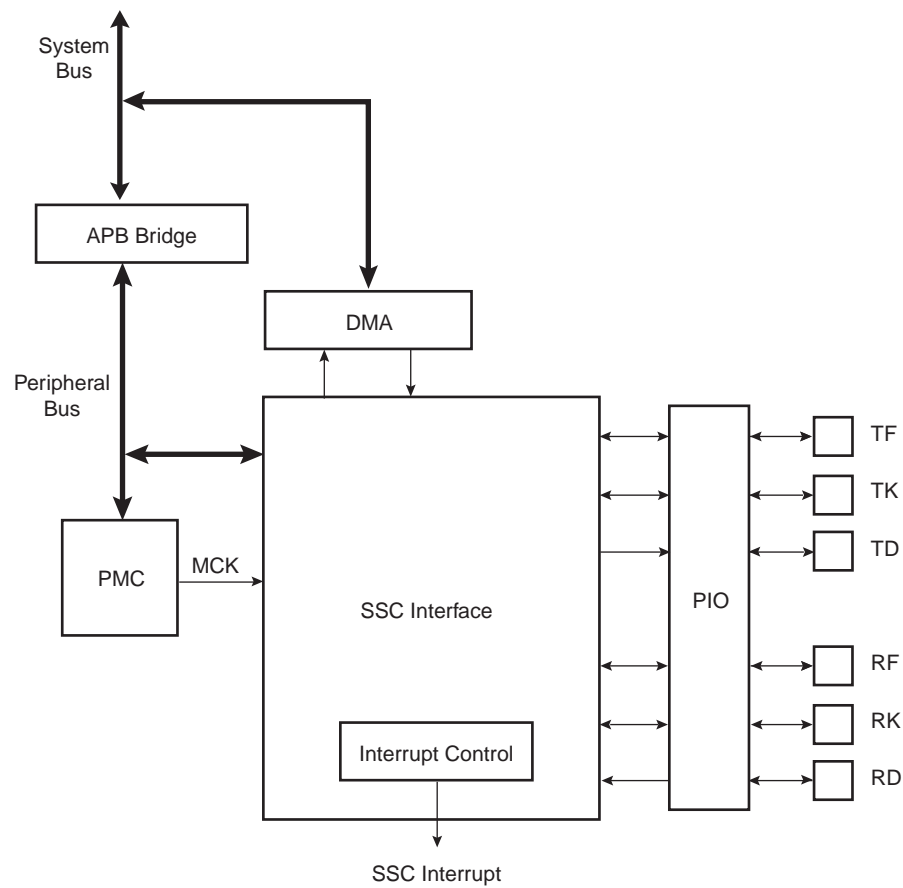 System
Bus
APB Bridge
DMA
Peripheral
Bus
TF
TK
TD
PMC
MCK
SSC Interface
PIO
RF
RK
Interrupt Control
RD
SSC Interrupt